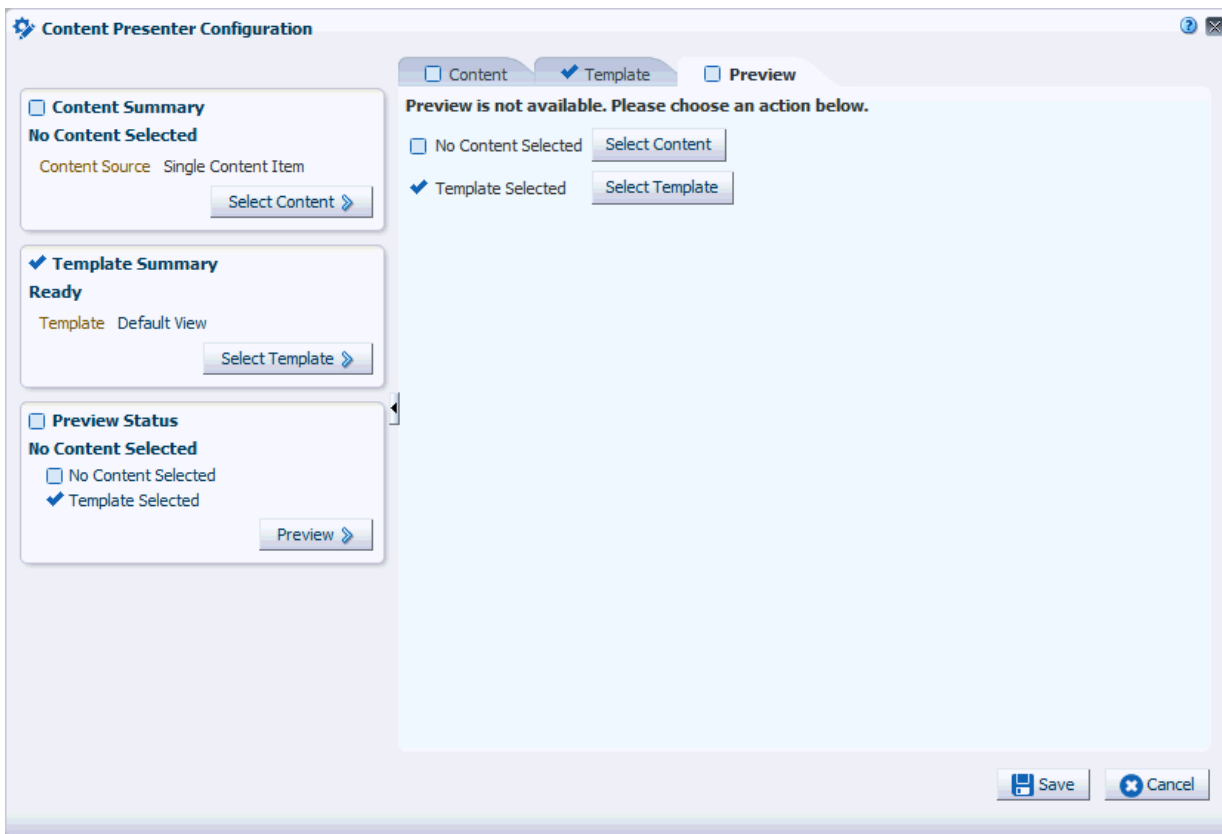 Content Presenter Configuration
Content Summary
No Content Selected
Content Source Single Content Item
Select Content
Template Summary
Ready
Template Default View
Select Template
Preview Status
No Content Selected
No Content Selected
Template Selected
Preview
Content Template Preview
Preview is not available. Please choose an action below.
No Content Selected Select Content
Template Selected Select Template
Save Cancel